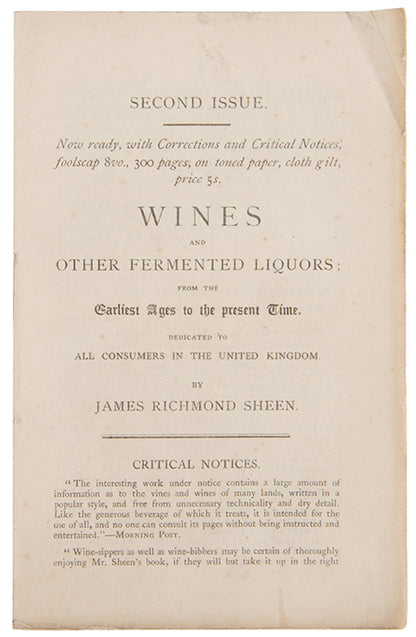 SECOND ISSUE.
Now ready, with Corrections and Critical Notices,
foolscap 8vo., 300 pages, on toned paper, cloth gilt,
price 5s.
WINES
AND
OTHER FERMENTED LIQUORS;
FROM THE
Earliest Ages to the present Time.
DEDICATED TO
ALL CONSUMERS IN THE UNITED KINGDOM.
BY
JAMES RICHMOND SHEEN.
CRITICAL NOTICES.
"The interesting work under notice contains a large amount of
information as to the vines and wines of many lands, written in a
popular style, and free from unnecessary technicality and dry detail.
Like the generous beverage of which it treats, it is intended for the
use of all, and no one can consult its pages without being instructed and
entertained."—MORNING POST.
"Wine-sippers as well as wine-bibbers may be certain of thoroughly
enjoying Mr. Sheen's book, if they will but take it up in the right